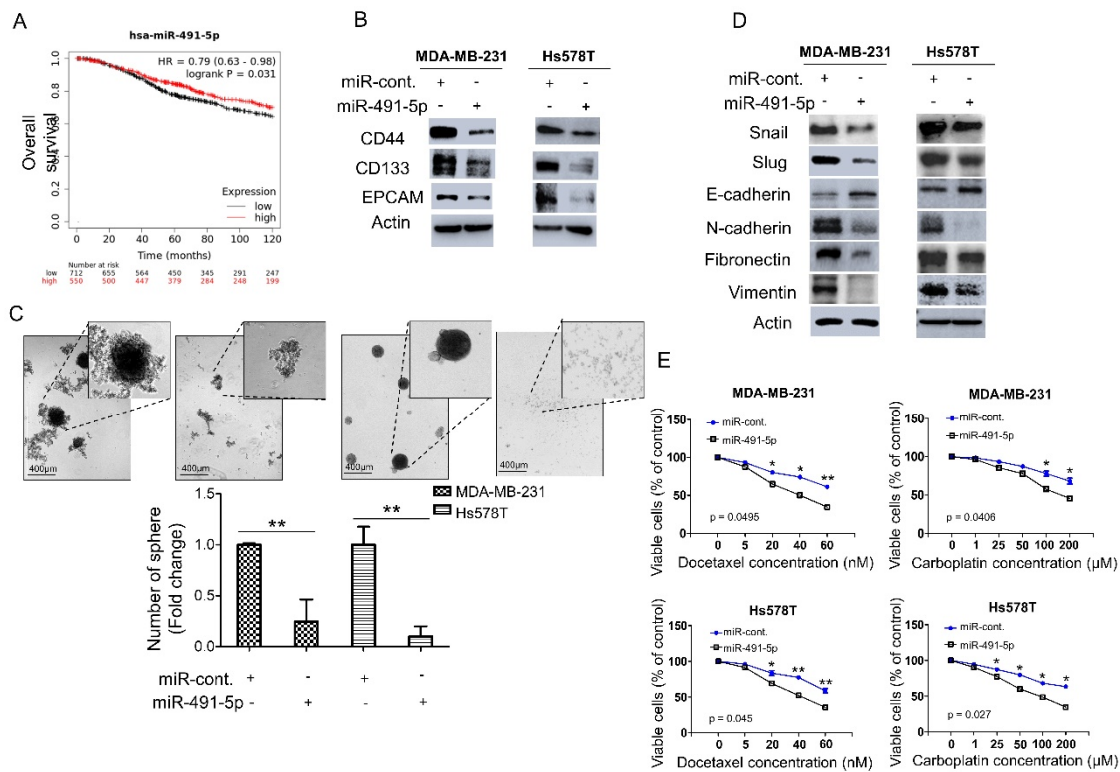 A
hsa-miR-491-5p
HR = 0.79 (0.63 - 0.98)
logrank P = 0.031
Overall
survival
1.0
0.8
0.6
0.4
0.2
0.0
Expression
low
high
0 20 40 60 80 100 120
Time (months)
Number at risk
low 712 655 564 450 345 291 247
high 550 500 447 379 284 248 199
B
MDA-MB-231 Hs578T
miR-cont. + - + -
miR-491-5p - + - +
CD44
CD133
EPCAM
Actin
C
400µm 400µm 400µm 400µm
MDA-MB-231
Hs578T
Number of sphere
(Fold change)
1.5
1.0
0.5
0.0
** **
miR-cont. + - + -
miR-491-5p - + - +
D
MDA-MB-231 Hs578T
miR-cont. + - + -
miR-491-5p - + - +
Snail
Slug
E-cadherin
N-cadherin
Fibronectin
Vimentin
Actin
E
MDA-MB-231
Viable cells (% of control)
150
100
50
0
miR-cont.
miR-491-5p
* * **
p = 0.0495
0 5 20 40 60
Docetaxel concentration (nM)
MDA-MB-231
Viable cells (% of control)
150
100
50
0
miR-cont.
miR-491-5p
* *
p = 0.0406
0 1 25 50 100 200
Carboplatin concentration (µM)
Hs578T
Viable cells (% of control)
150
100
50
0
miR-cont.
miR-491-5p
* ** **
p = 0.045
0 5 20 40 60
Docetaxel concentration (nM)
Hs578T
Viable cells (% of control)
150
100
50
0
miR-cont.
miR-491-5p
* * * *
p = 0.027
0 1 25 50 100 200
Carboplatin concentration (µM)